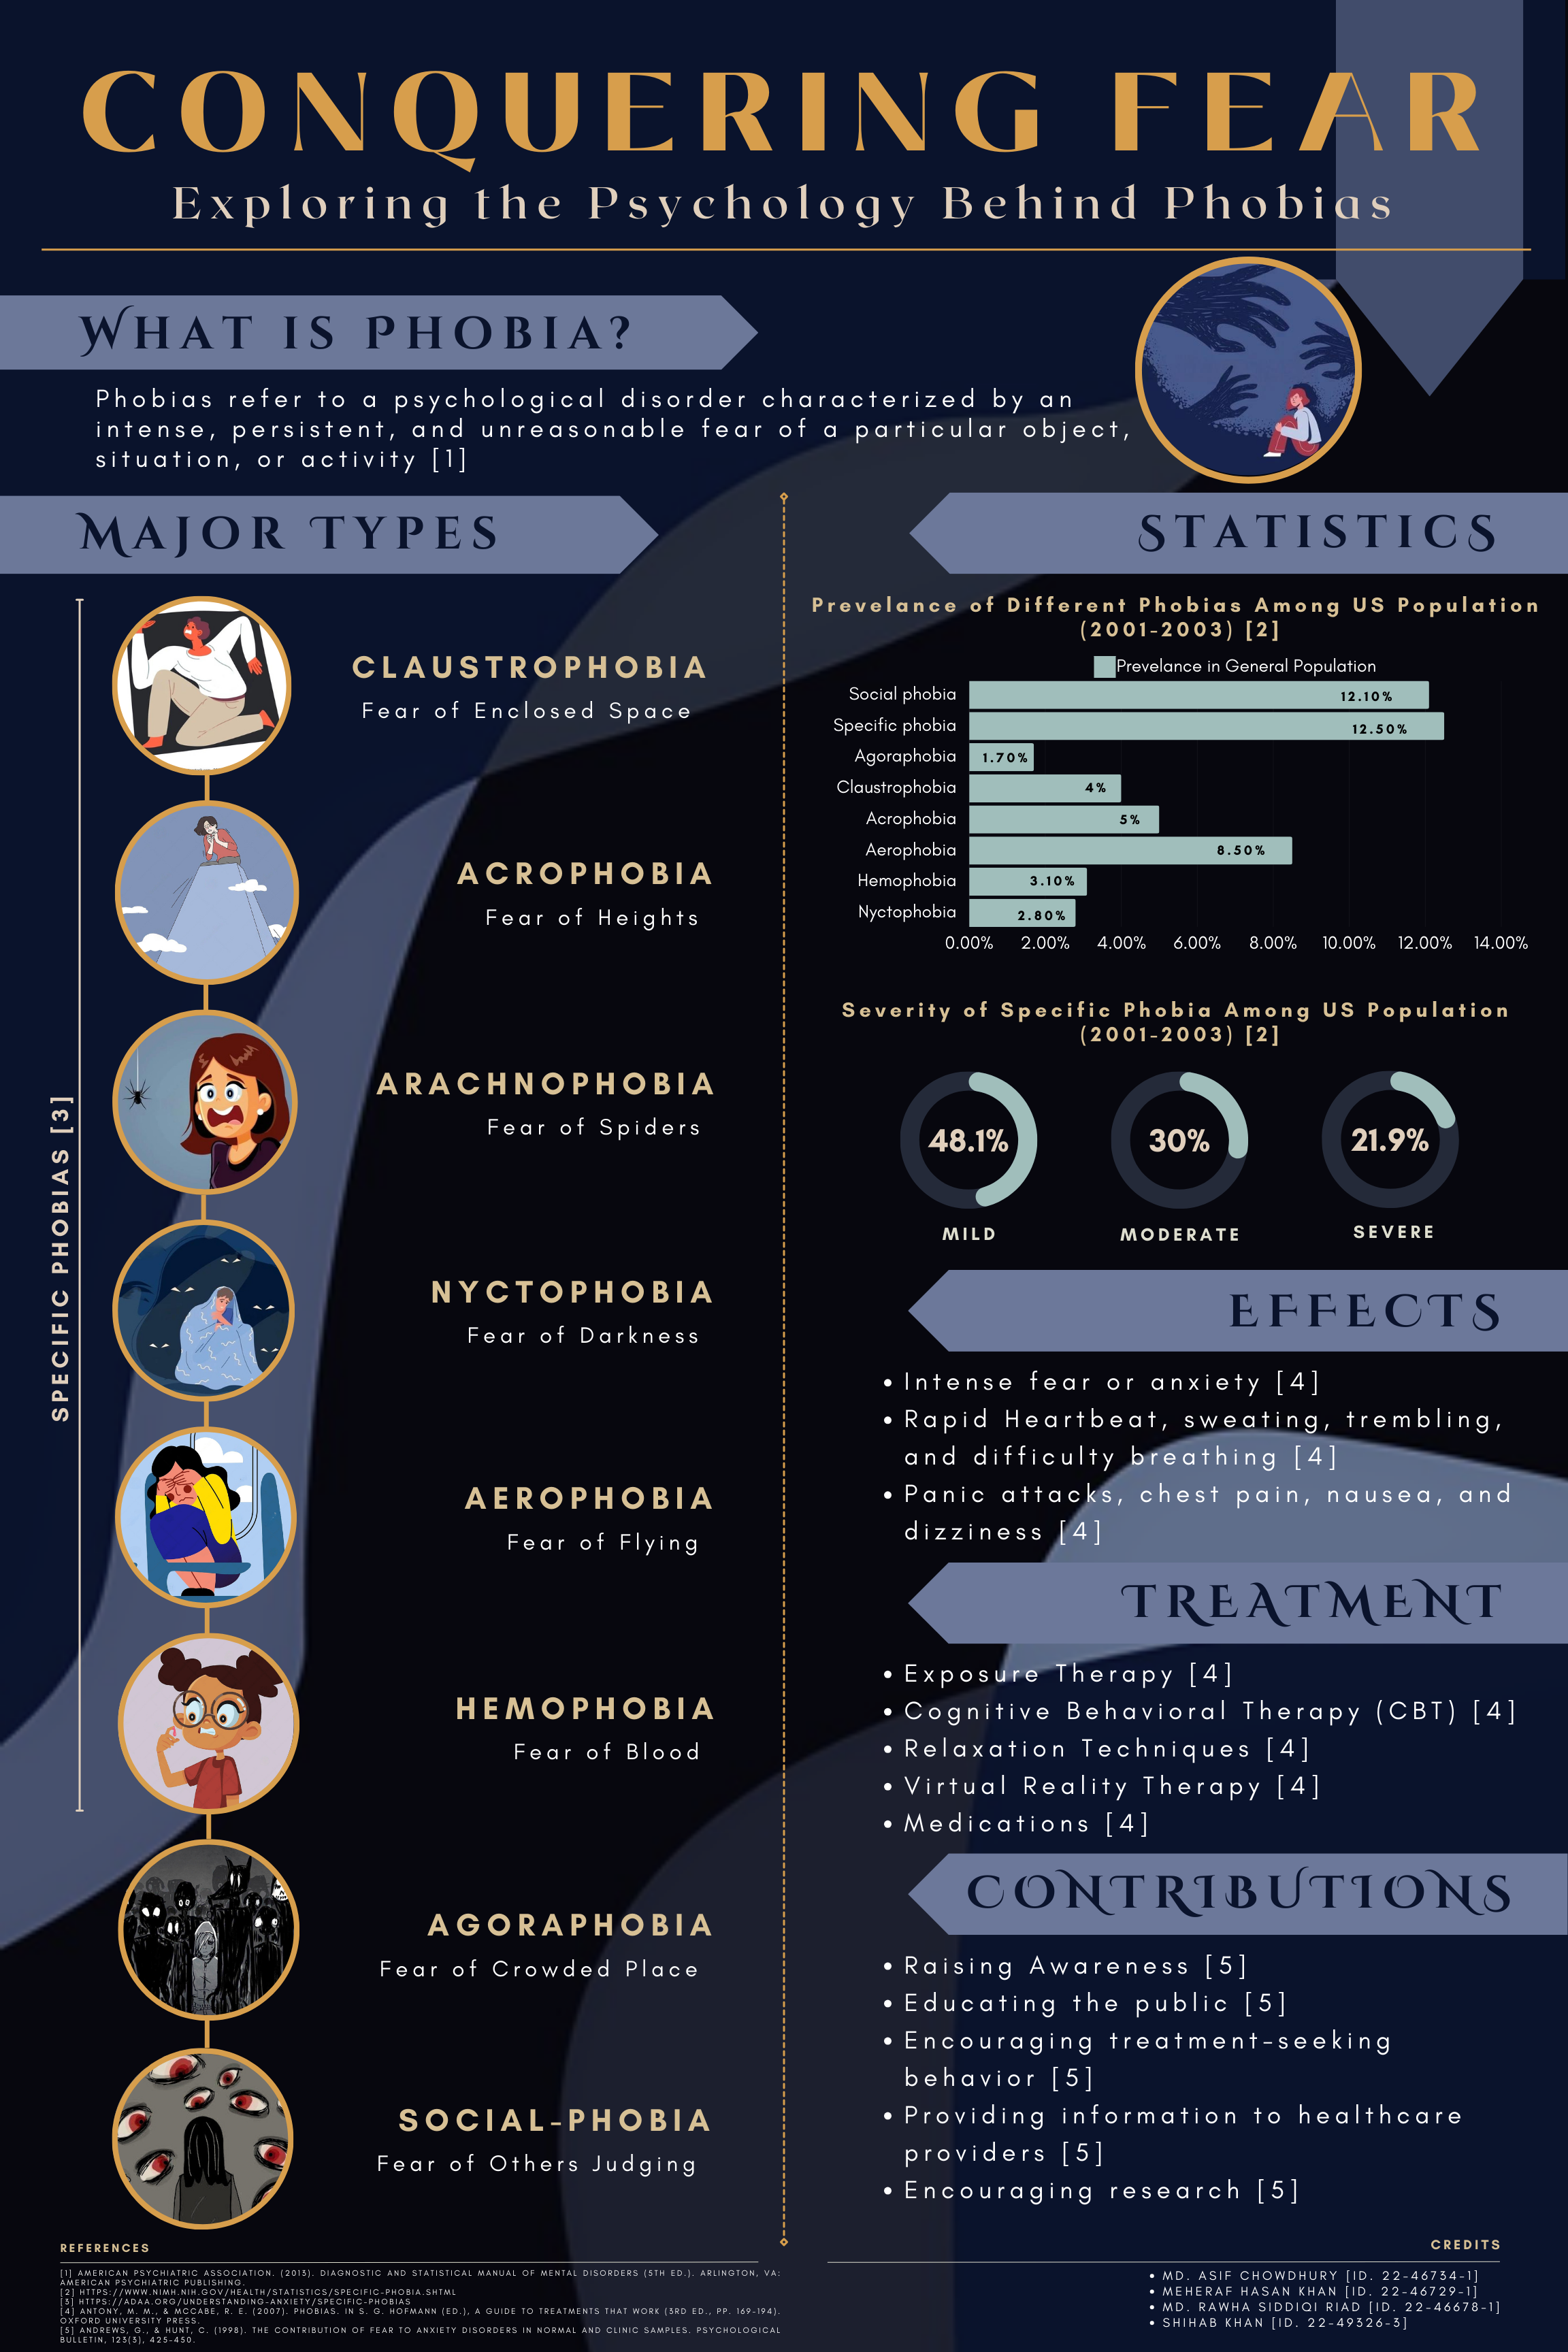 CONQUERING FEAR
Exploring the Psychology Behind Phobias
WHAT IS PHOBIA?
Phobias refer to a psychological disorder characterized by an
intense, persistent, and unreasonable fear of a particular object,
situation, or activity [1]
MAJOR TYPES
SPECIFIC PHOBIAS [3]
CLAUSTROPHOBIA
Fear of Enclosed Space
ACROPHOBIA
Fear of Heights
ARACHNOPHOBIA
Fear of Spiders
NYCTOPHOBIA
Fear of Darkness
AEROPHOBIA
Fear of Flying
HEMOPHOBIA
Fear of Blood
AGORAPHOBIA
Fear of Crowded Place
SOCIAL-PHOBIA
Fear of Others Judging
STATISTICS
Prevelance of Different Phobias Among US Population
(2001-2003) [2]
Prevelance in General Population
Social phobia 12.10%
Specific phobia 12.50%
Agoraphobia 1.70%
Claustrophobia 4%
Acrophobia 5%
Aerophobia 8.50%
Hemophobia 3.10%
Nyctophobia 2.80%
0.00% 2.00% 4.00% 6.00% 8.00% 10.00% 12.00% 14.00%
Severity of Specific Phobia Among US Population
(2001-2003) [2]
48.1% 30% 21.9%
MILD MODERATE SEVERE
EFFECTS
• Intense fear or anxiety [4]
• Rapid Heartbeat, sweating, trembling,
and difficulty breathing [4]
• Panic attacks, chest pain, nausea, and
dizziness [4]
TREATMENT
• Exposure Therapy [4]
• Cognitive Behavioral Therapy (CBT) [4]
• Relaxation Techniques [4]
• Virtual Reality Therapy [4]
• Medications [4]
CONTRIBUTIONS
• Raising Awareness [5]
• Educating the public [5]
• Encouraging treatment-seeking
behavior [5]
• Providing information to healthcare
providers [5]
• Encouraging research [5]
REFERENCES
[1] AMERICAN PSYCHIATRIC ASSOCIATION. (2013). DIAGNOSTIC AND STATISTICAL MANUAL OF MENTAL DISORDERS (5TH ED.). ARLINGTON, VA:
AMERICAN PSYCHIATRIC PUBLISHING.
[2] HTTPS://WWW.NIMH.NIH.GOV/HEALTH/STATISTICS/SPECIFIC-PHOBIA.SHTML
[3] HTTPS://ADAA.ORG/UNDERSTANDING-ANXIETY/SPECIFIC-PHOBIAS
[4] ANTONY, M. M., & MCCABE, R. E. (2007). PHOBIAS. IN S. G. HOFMANN (ED.), A GUIDE TO TREATMENTS THAT WORK (3RD ED., PP. 169-194).
OXFORD UNIVERSITY PRESS.
[5] ANDREWS, G., & HUNT, C. (1998). THE CONTRIBUTION OF FEAR TO ANXIETY DISORDERS IN NORMAL AND CLINIC SAMPLES. PSYCHOLOGICAL
BULLETIN, 123(3), 425-450.
CREDITS
• MD. ASIF CHOWDHURY [ID. 22-46734-1]
• MEHERAF HASAN KHAN [ID. 22-46729-1]
• MD. RAWHA SIDDIQI RIAD [ID. 22-46678-1]
• SHIHAB KHAN [ID. 22-49326-3]